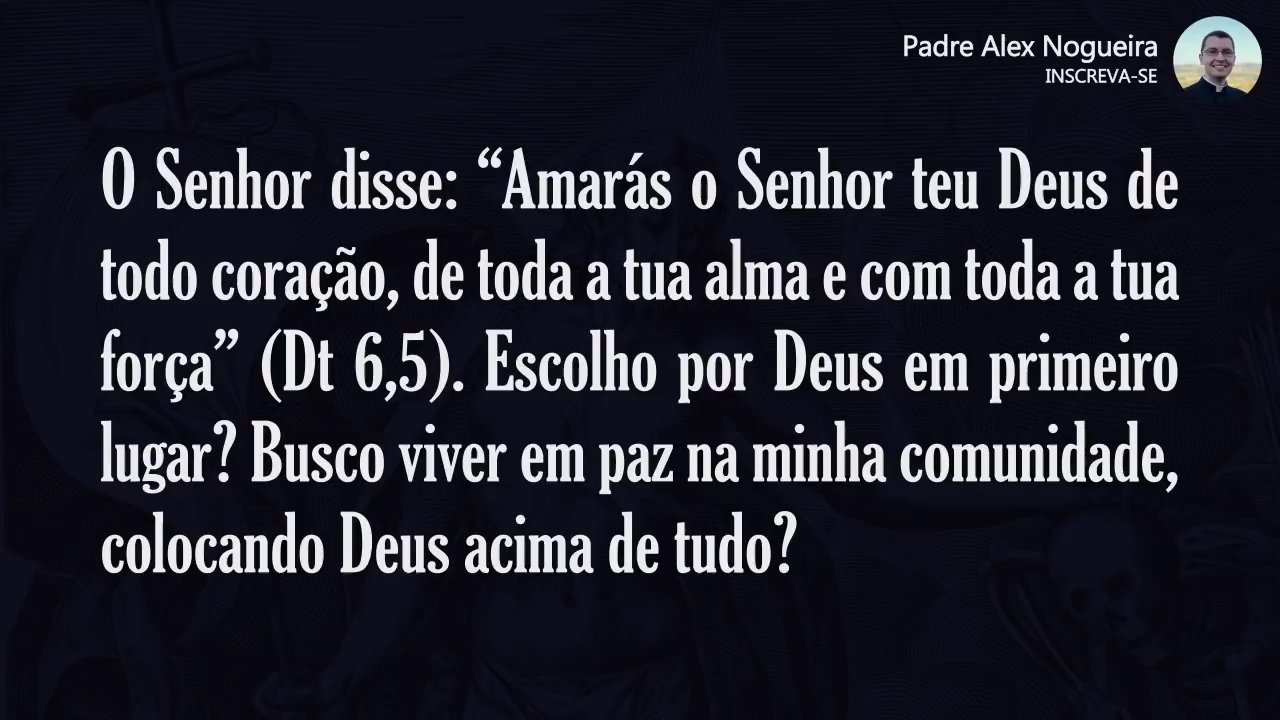 Padre Alex Nogueira
INSCREVA-SE
O Senhor disse: “Amarás o Senhor teu Deus de
todo coração, de toda a tua alma e com toda a tua
força” (Dt 6,5). Escolho por Deus em primeiro
lugar? Busco viver em paz na minha comunidade,
colocando Deus acima de tudo?